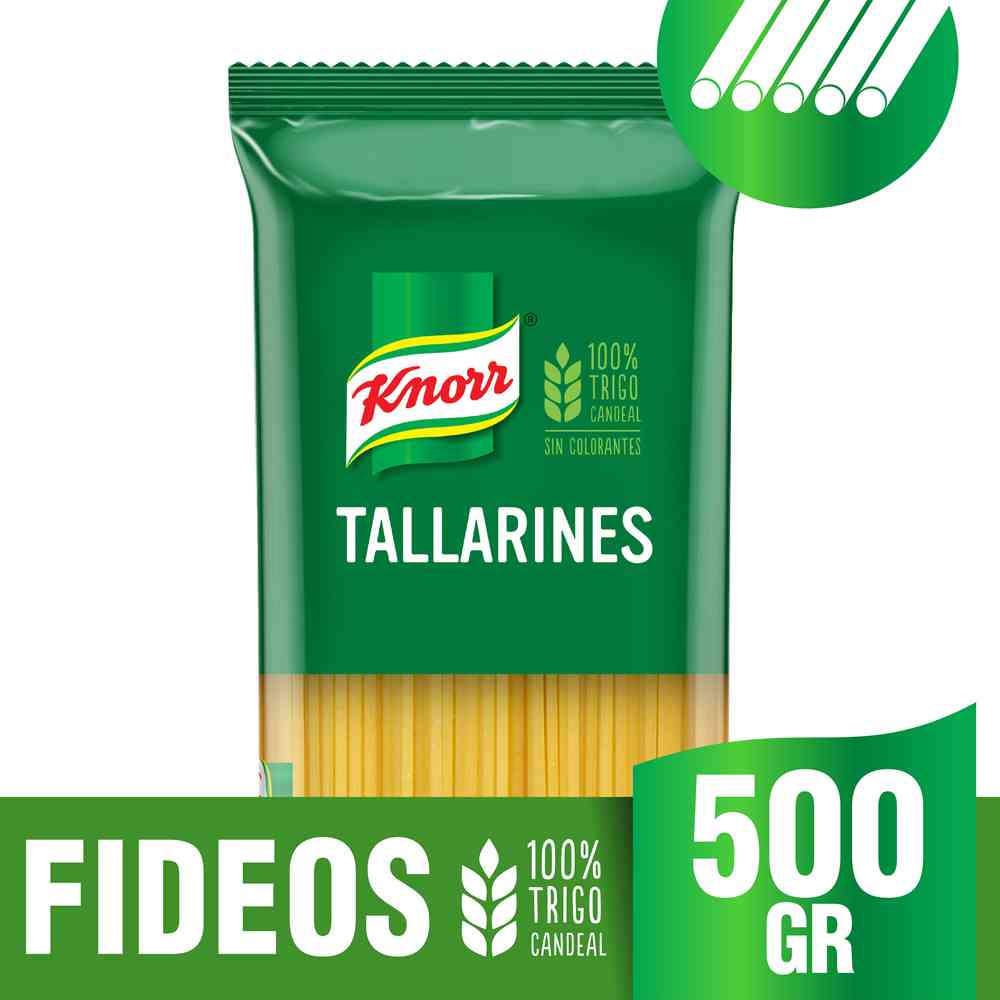 Knorr
®
100%
TRIGO
CANDEAL
SIN COLORANTES
TALLARINES
FIDEOS
100%
TRIGO
CANDEAL
500
GR